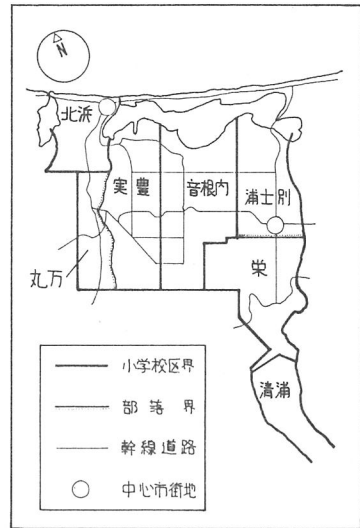 N
北浜
実豊
音根内
浦士別
栄
丸万
清浦
小学校区界
部落界
幹線道路
中心市街地